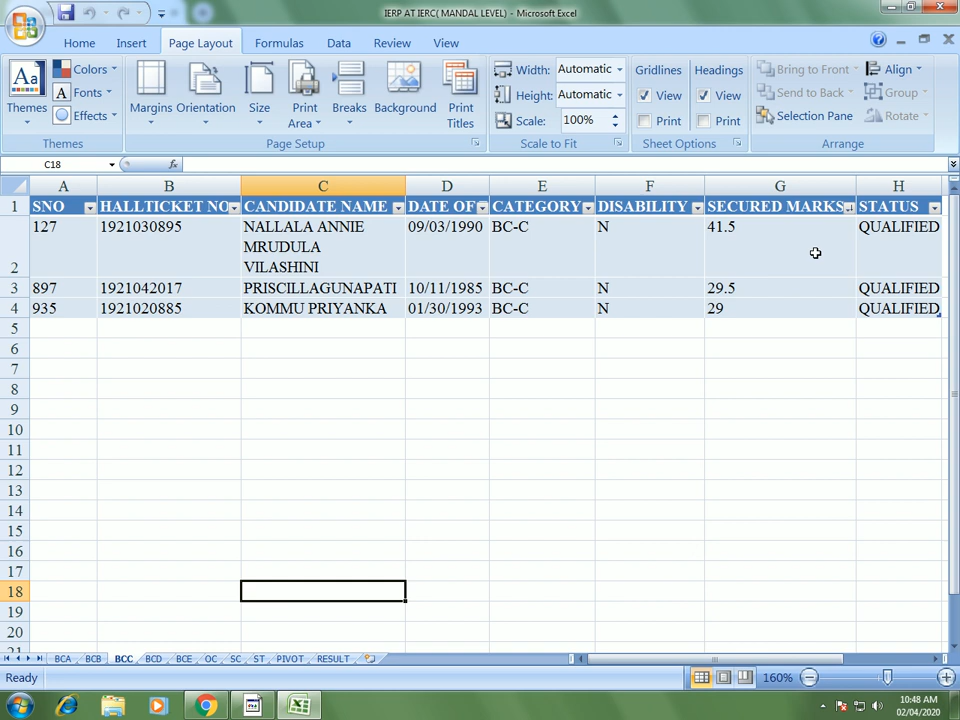 IERP AT IERC( MANDAL LEVEL) - Microsoft Excel
Home Insert Page Layout Formulas Data Review View
Themes
Colors
Fonts
Effects
Themes
Margins Orientation Size Print Area Breaks Background Print Titles
Page Setup
Width: Automatic
Height: Automatic
Scale: 100%
Scale to Fit
Gridlines Headings
View View
Print Print
Sheet Options
Bring to Front
Send to Back
Selection Pane
Align
Group
Rotate
Arrange
C18 fx
A B C D E F G H
1 SNO HALLTICKET NO CANDIDATE NAME DATE OF CATEGORY DISABILITY SECURED MARKS STATUS
127 1921030895 NALLALA ANNIE 09/03/1990 BC-C N 41.5 QUALIFIED
MRUDULA
2 VILASHINI
3 897 1921042017 PRISCILLAGUNAPATI 10/11/1985 BC-C N 29.5 QUALIFIED
4 935 1921020885 KOMMU PRIYANKA 01/30/1993 BC-C N 29 QUALIFIED
5
6
7
8
9
10
11
12
13
14
15
16
17
18
19
20
21
BCA BCB BCC BCD BCE OC SC ST PIVOT RESULT
Ready 160%
10:48 AM
02/04/2020